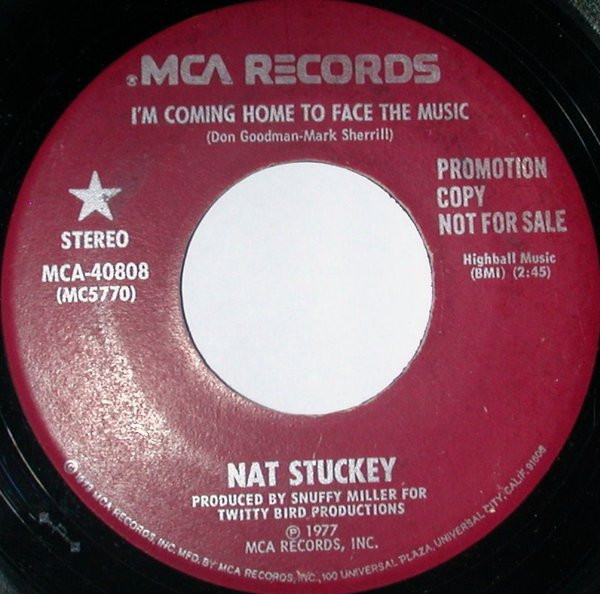 MCA RECORDS
I'M COMING HOME TO FACE THE MUSIC
(Don Goodman-Mark Sherrill)
PROMOTION
COPY
NOT FOR SALE
STEREO
MCA-40808
(MC5770)
Highball Music
(BMI) (2:45)
NAT STUCKEY
PRODUCED BY SNUFFY MILLER FOR
TWITTY BIRD PRODUCTIONS
℗ 1977
MCA RECORDS, INC.
MCA RECORDS, INC. MFD. BY MCA RECORDS, INC., 100 UNIVERSAL PLAZA, UNIVERSAL CITY, CALIF. 91608